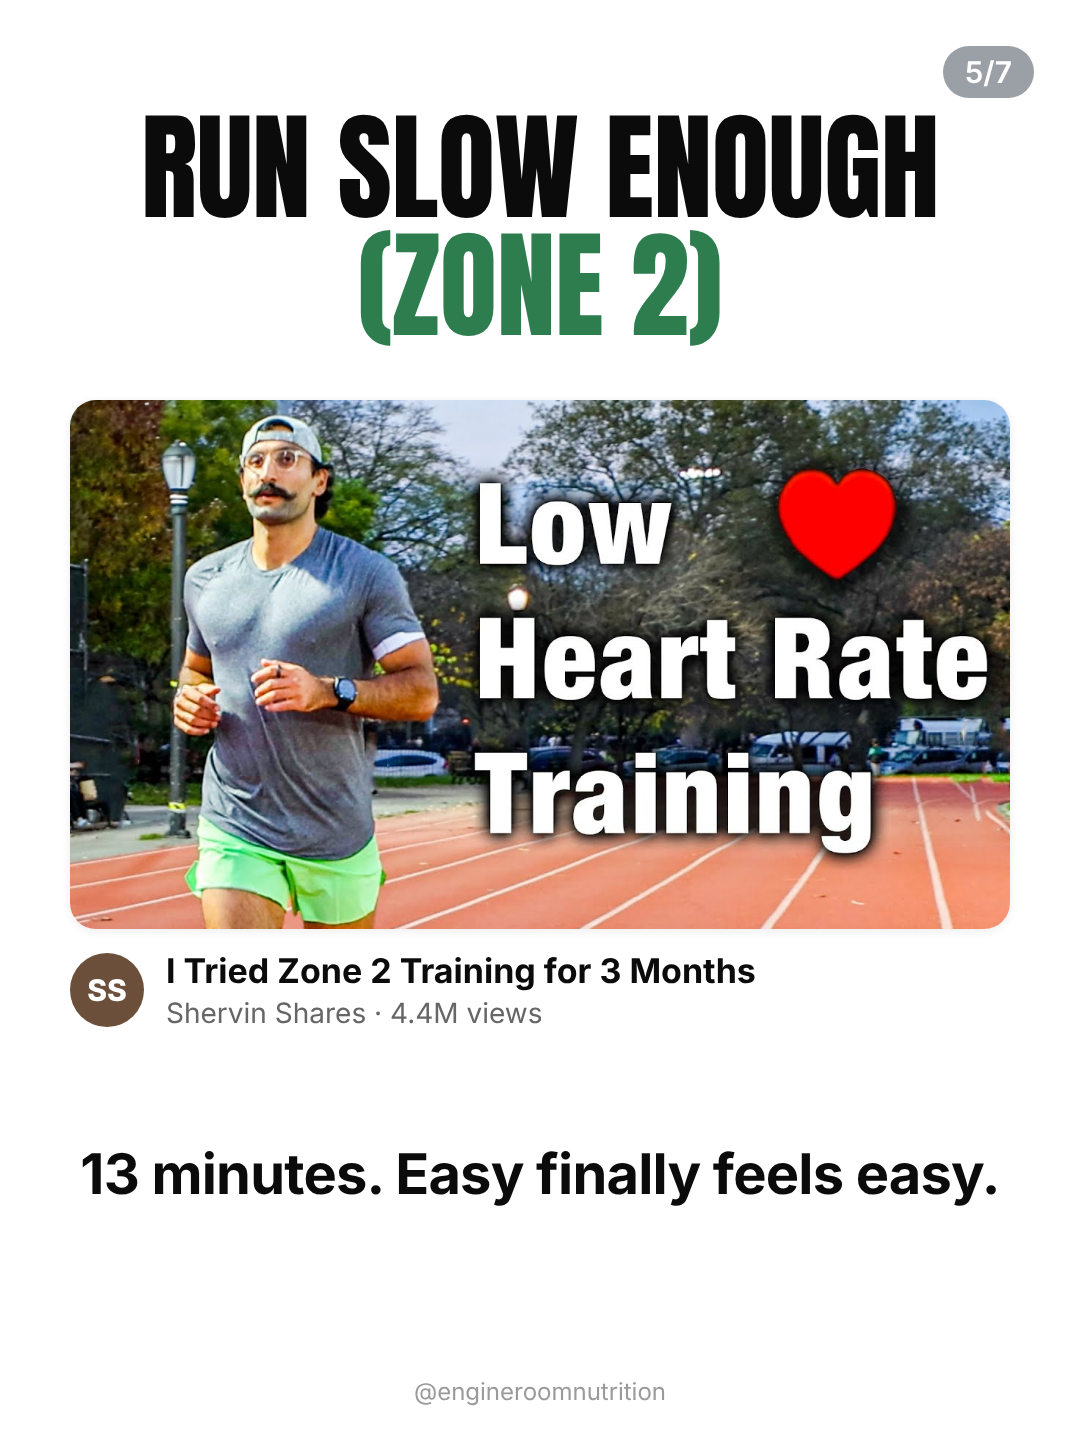 5/7
RUN SLOW ENOUGH
(ZONE 2)
Low
Heart Rate
Training
SS
I Tried Zone 2 Training for 3 Months
Shervin Shares · 4.4M views
13 minutes. Easy finally feels easy.
@engineroomnutrition